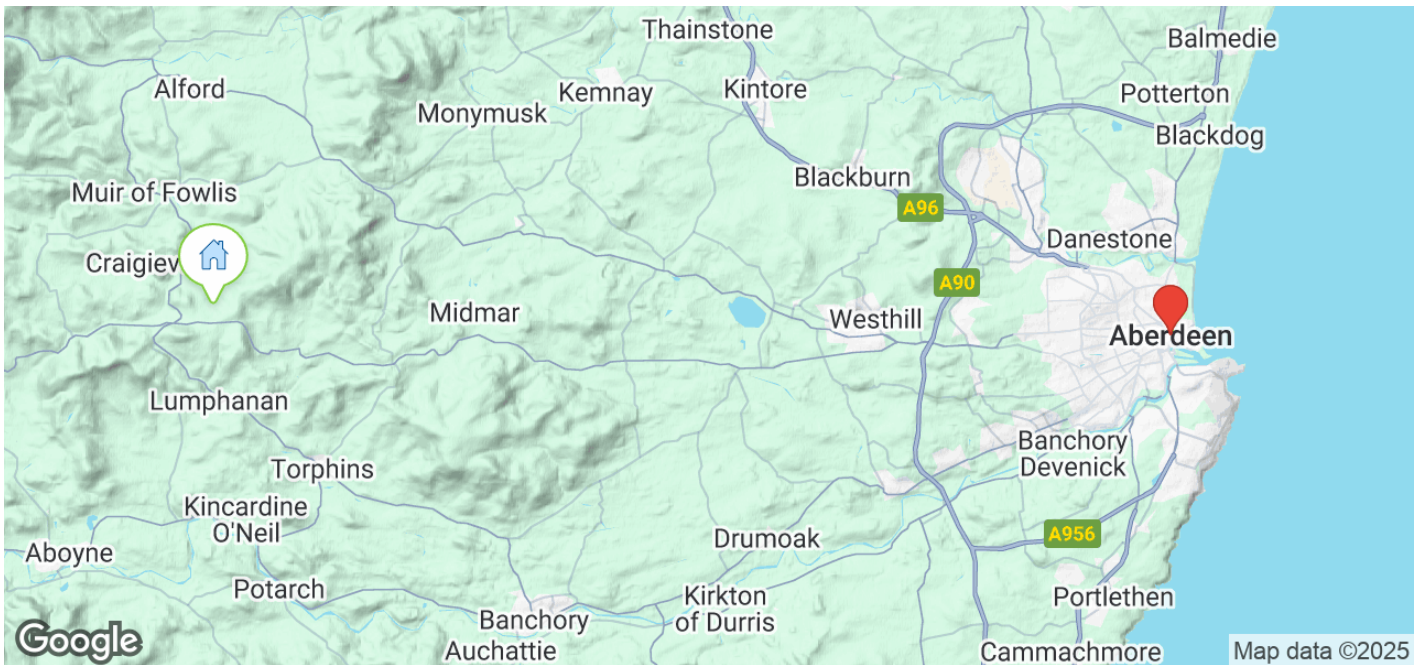 Thainstone
Balmedie
Alford
Kemnay
Kintore
Potterton
Monymusk
Blackdog
Blackburn
Muir of Fowlis
A96
Danestone
Craigiev
A90
Midmar
Westhill
Aberdeen
Lumphanan
Banchory
Devenick
Torphins
Kincardine
O'Neil
A956
Drumoak
Aboyne
Potarch
Kirkton
of Durris
Portlethen
Banchory
Auchattie
Cammachmore
Google
Map data ©2025